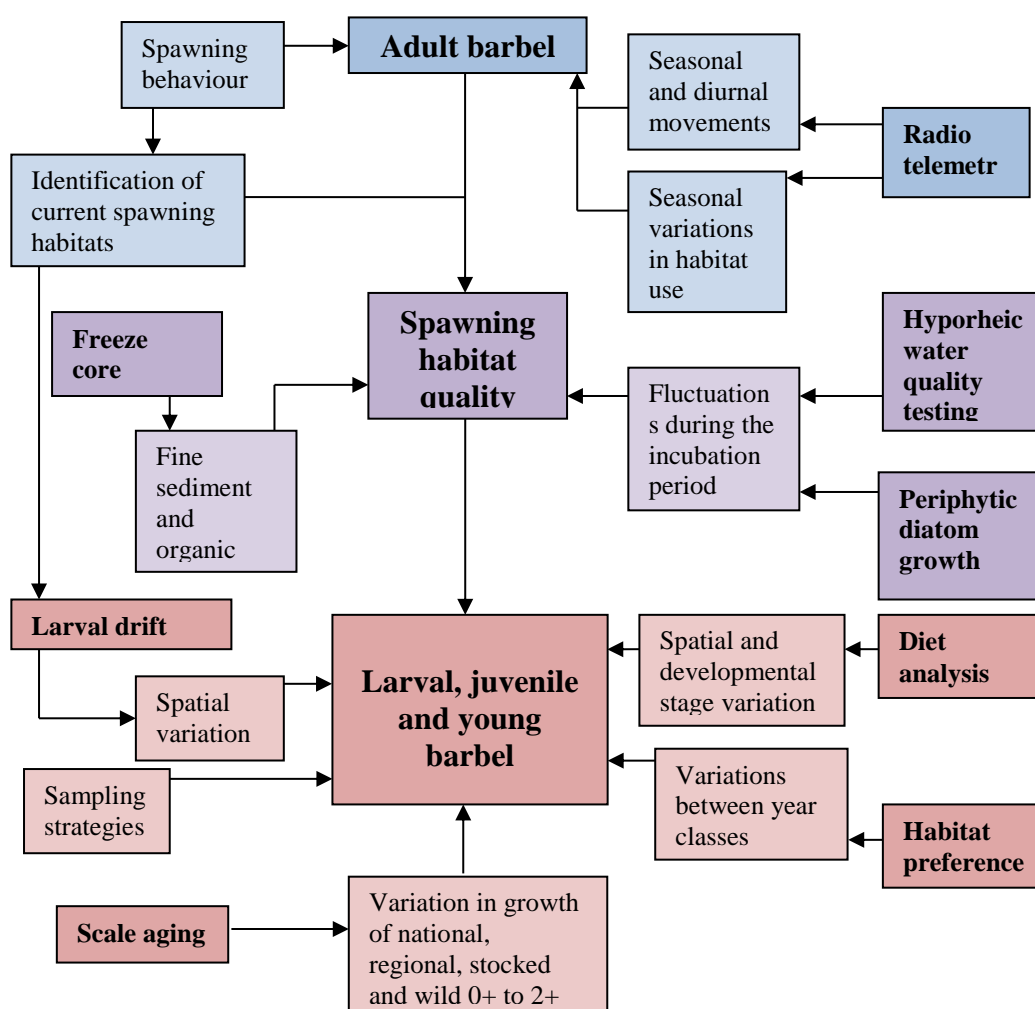 Spawning
behaviour
Adult barbel
Seasonal
and diurnal
movements
Radio
telemetr
Identification of
current spawning
habitats
Seasonal
variations
in habitat
use
Freeze
core
Spawning
habitat
quality
Hyporheic
water
quality
testing
Fluctuation
s during the
incubation
period
Fine
sediment
and
organic
Periphytic
diatom
growth
Larval drift
Larval, juvenile
and young
barbel
Spatial and
developmental
stage variation
Diet
analysis
Spatial
variation
Sampling
strategies
Variations
between year
classes
Habitat
preference
Scale aging
Variation in growth
of national,
regional, stocked
and wild 0+ to 2+